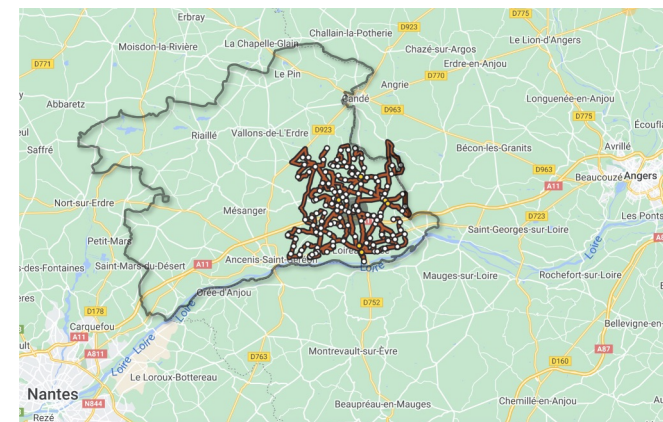 Erbray
D775
Challain-la-Potherie
D923
Moisdon-la-Rivière
La Chapelle-Glain
Chazé-sur-Argos
Le Lion-d'Angers
D771
Erdre-en-Anjou
Le Pin
D770
Angrie
Abbaretz
Candé
D963
Longuenée-en-Anjou
D775
Riaillé
Vallons-de-L'Erdre
D923
Saffré
Bécon-les-Granits
Avrillé
D963
Beaucouzé
Angers
A11
Nort-sur-Erdre
Mésanger
D723
Les Ponts
Saint-Georges-sur-Loire
Petit-Mars
Loire
Saint-Mars-du-Désert
A11
Ancenis-Saint-Géréon
Loire
-des-Fontaines
Mauges-sur-Loire
Rochefort-sur-Loire
Orée-d'Anjou
D752
Loire
D178
Carquefou
Bellevigne-en-
A11
A811
Loire
Loire
D763
Montrevault-sur-Èvre
A87
D160
Le Loroux-Bottereau
Nantes
N844
Beaupréau-en-Mauges
Chemillé-en-Anjou
Rezé